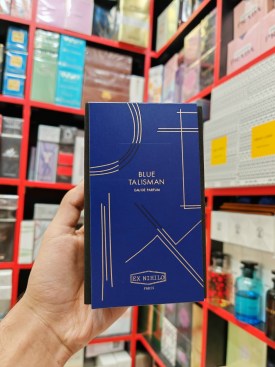 BLUE
TALISMAN
EAU DE PARFUM
EX NIHILO
PARIS